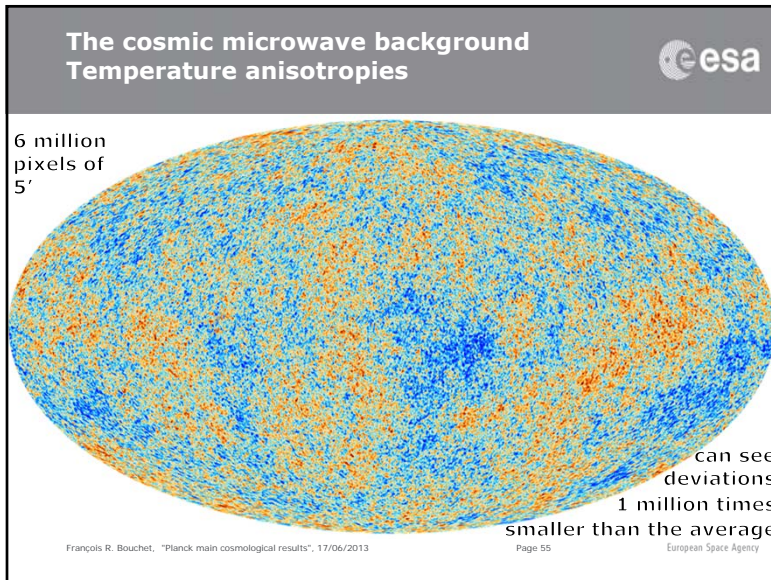 The cosmic microwave background
Temperature anisotropies
esa
6 million
pixels of
5′
can see
deviations
1 million times
smaller than the average
François R. Bouchet, "Planck main cosmological results", 17/06/2013
Page 55
European Space Agency